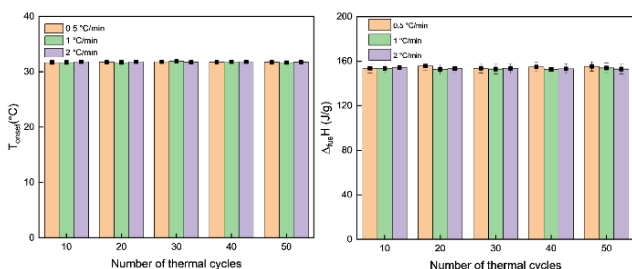 40
30
20
10
0
T_onset(°C)
0.5 °C/min
1 °C/min
2 °C/min
10 20 30 40 50
Number of thermal cycles
200
160
120
80
40
0
Δ_fusH (J/g)
0.5 °C/min
1 °C/min
2 °C/min
10 20 30 40 50
Number of thermal cycles